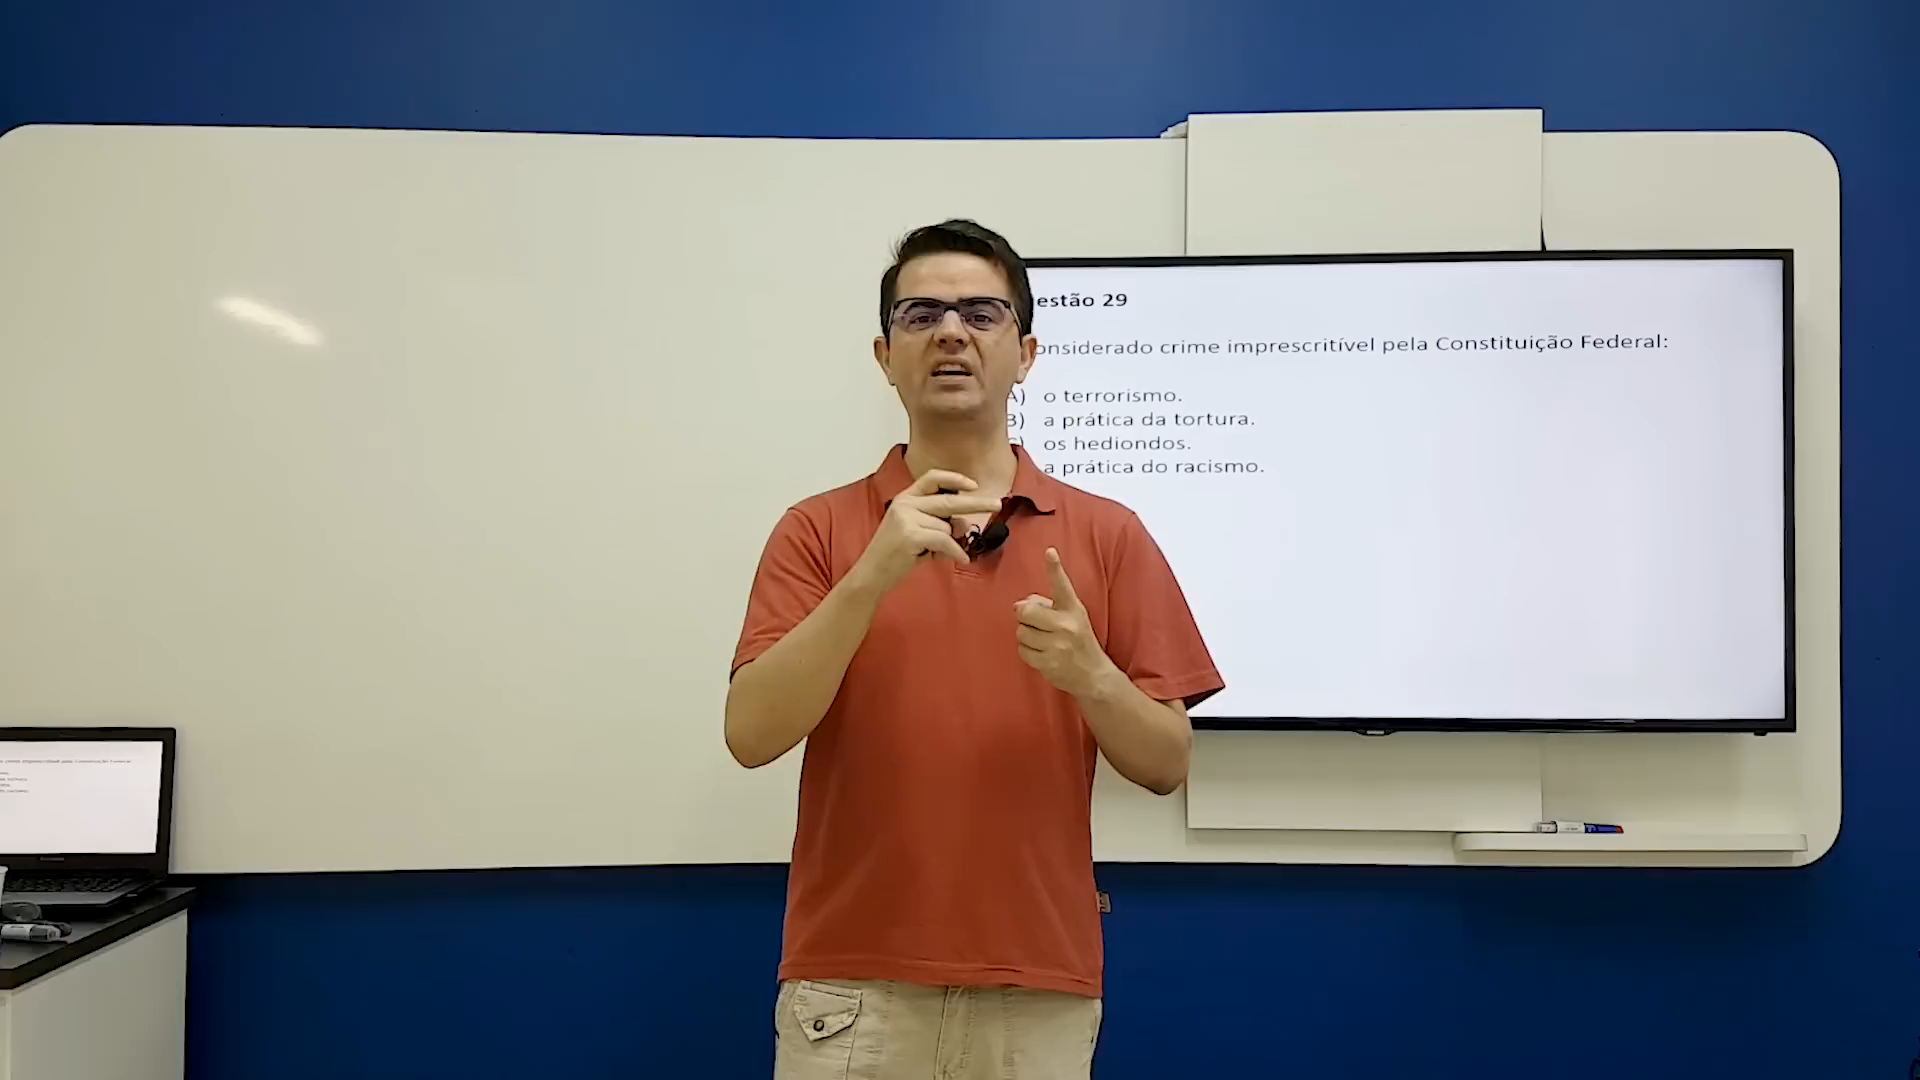 estão 29
onsiderado crime imprescritível pela Constituição Federal:
A) o terrorismo.
B) a prática da tortura.
C) os hediondos.
a prática do racismo.